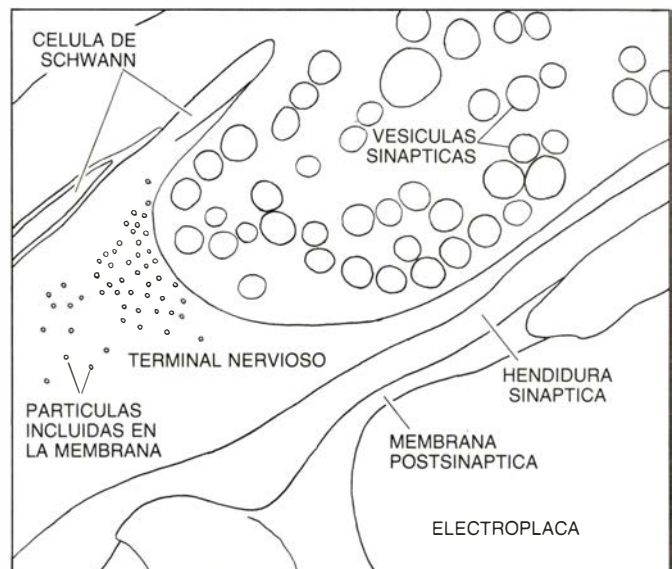 CELULA DE
SCHWANN
VESICULAS
SINAPTICAS
TERMINAL NERVIOSO
PARTICULAS
INCLUIDAS EN
LA MEMBRANA
HENDIDURA
SINAPTICA
MEMBRANA
POSTSINAPTICA
ELECTROPLACA